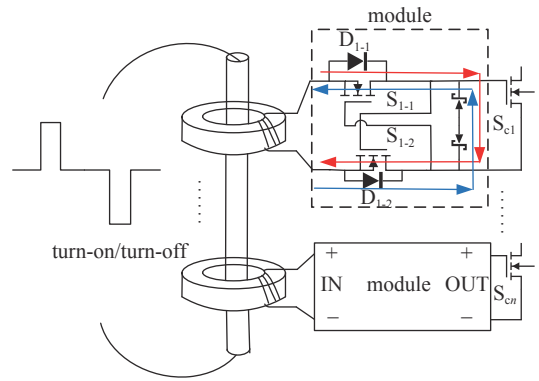 module
D1-1
S1-1
Sc1
S1-2
D1-2
turn-on/turn-off
+ +
IN module OUT
− −
Scn